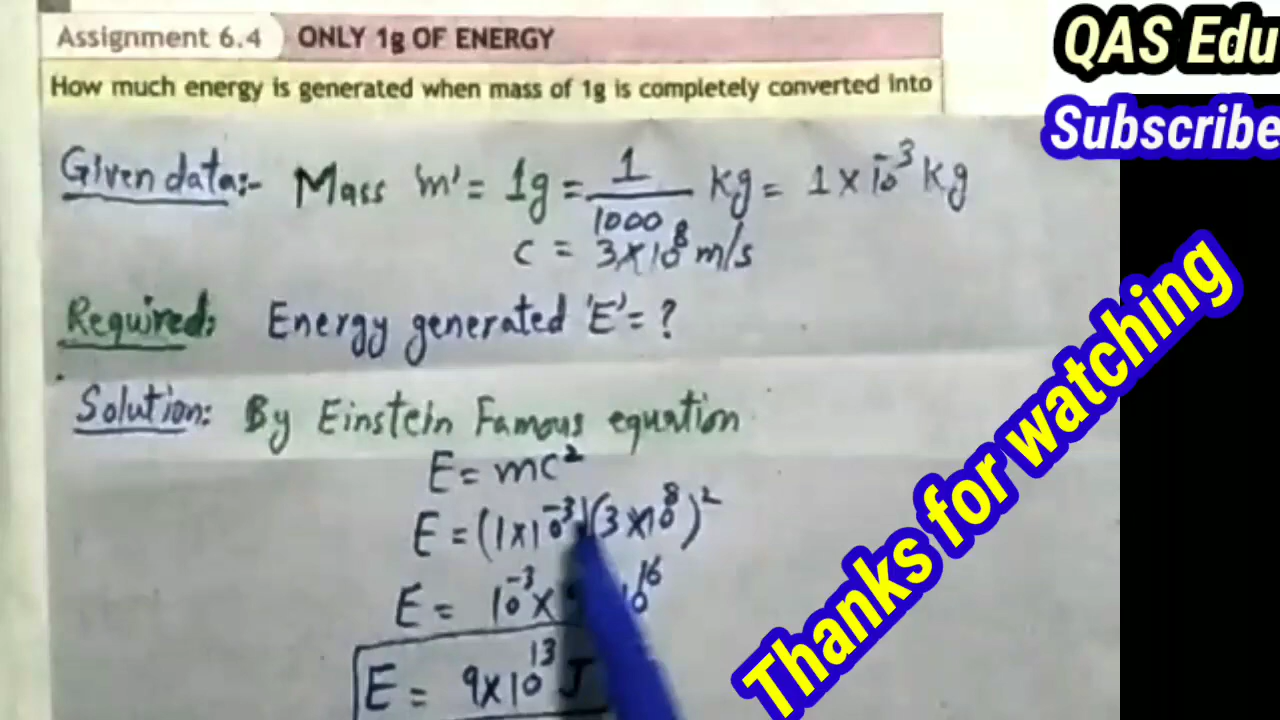 Assignment 6.4 ONLY 1g OF ENERGY
How much energy is generated when mass of 1g is completely converted into
Given data:- Mass 'm' = 1g = 1/1000 kg = 1 × 10⁻³ kg
c = 3×10⁸ m/s
Required: Energy generated 'E' = ?
Solution: By Einstein Famous equation
E = mc²
E = (1×10⁻³)(3×10⁸)²
E = 10⁻³ × 10¹⁶
E = 9×10¹³ J
QAS Edu
Subscribe
Thanks for watching